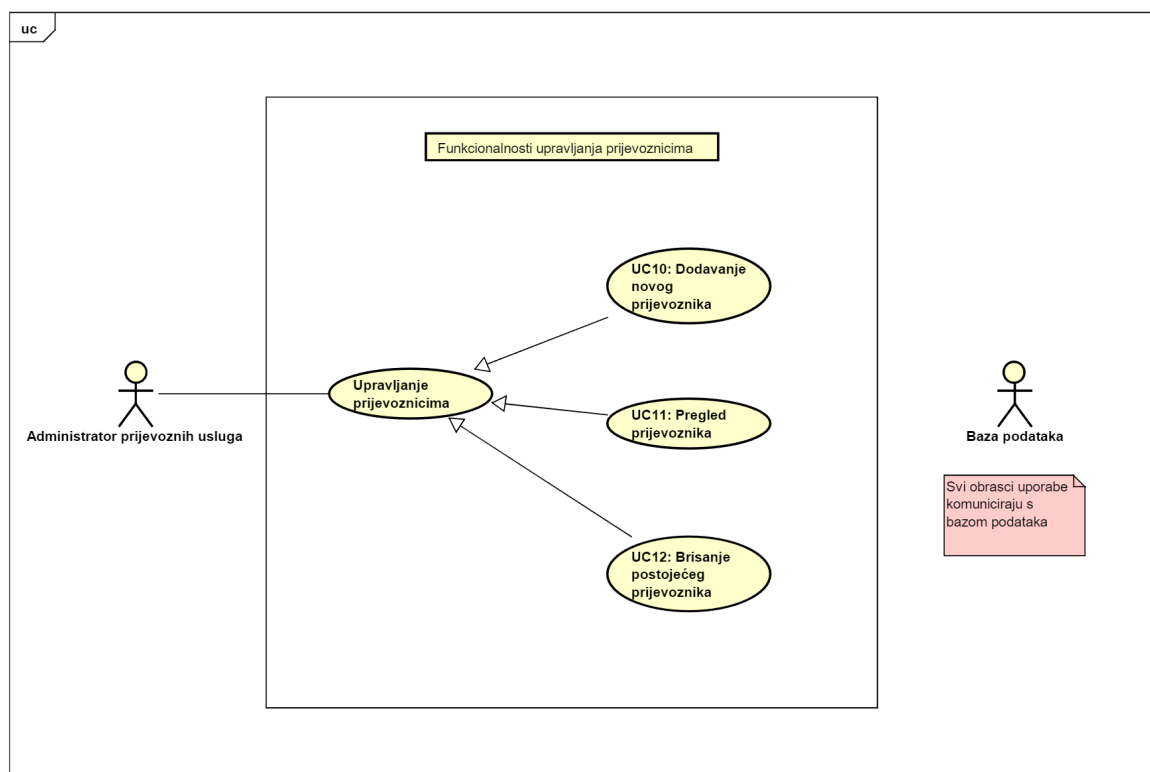 uc
Funkcionalnosti upravljanja prijevoznicima
UC10: Dodavanje
novog
prijevoznika
Upravljanje
prijevoznicima
UC11: Pregled
prijevoznika
UC12: Brisanje
postojećeg
prijevoznika
Administrator prijevoznih usluga
Baza podataka
Svi obrasci uporabe
komuniciraju s
bazom podataka